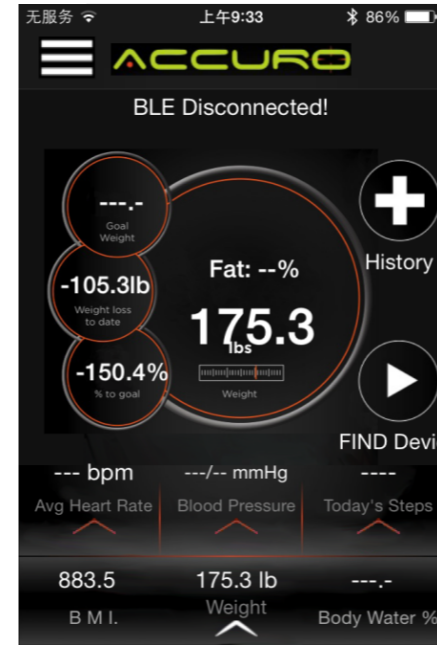 无服务 上午9:33 86%
ACCURO
BLE Disconnected!
---.-
Goal
Weight
-105.3lb
Weight loss
to date
-150.4%
% to goal
Fat: --%
175.3
lbs
Weight
History
FIND Devi
--- bpm ---/-- mmHg ----
Avg Heart Rate Blood Pressure Today's Steps
883.5 175.3 lb ---.-
B M I. Weight Body Water %